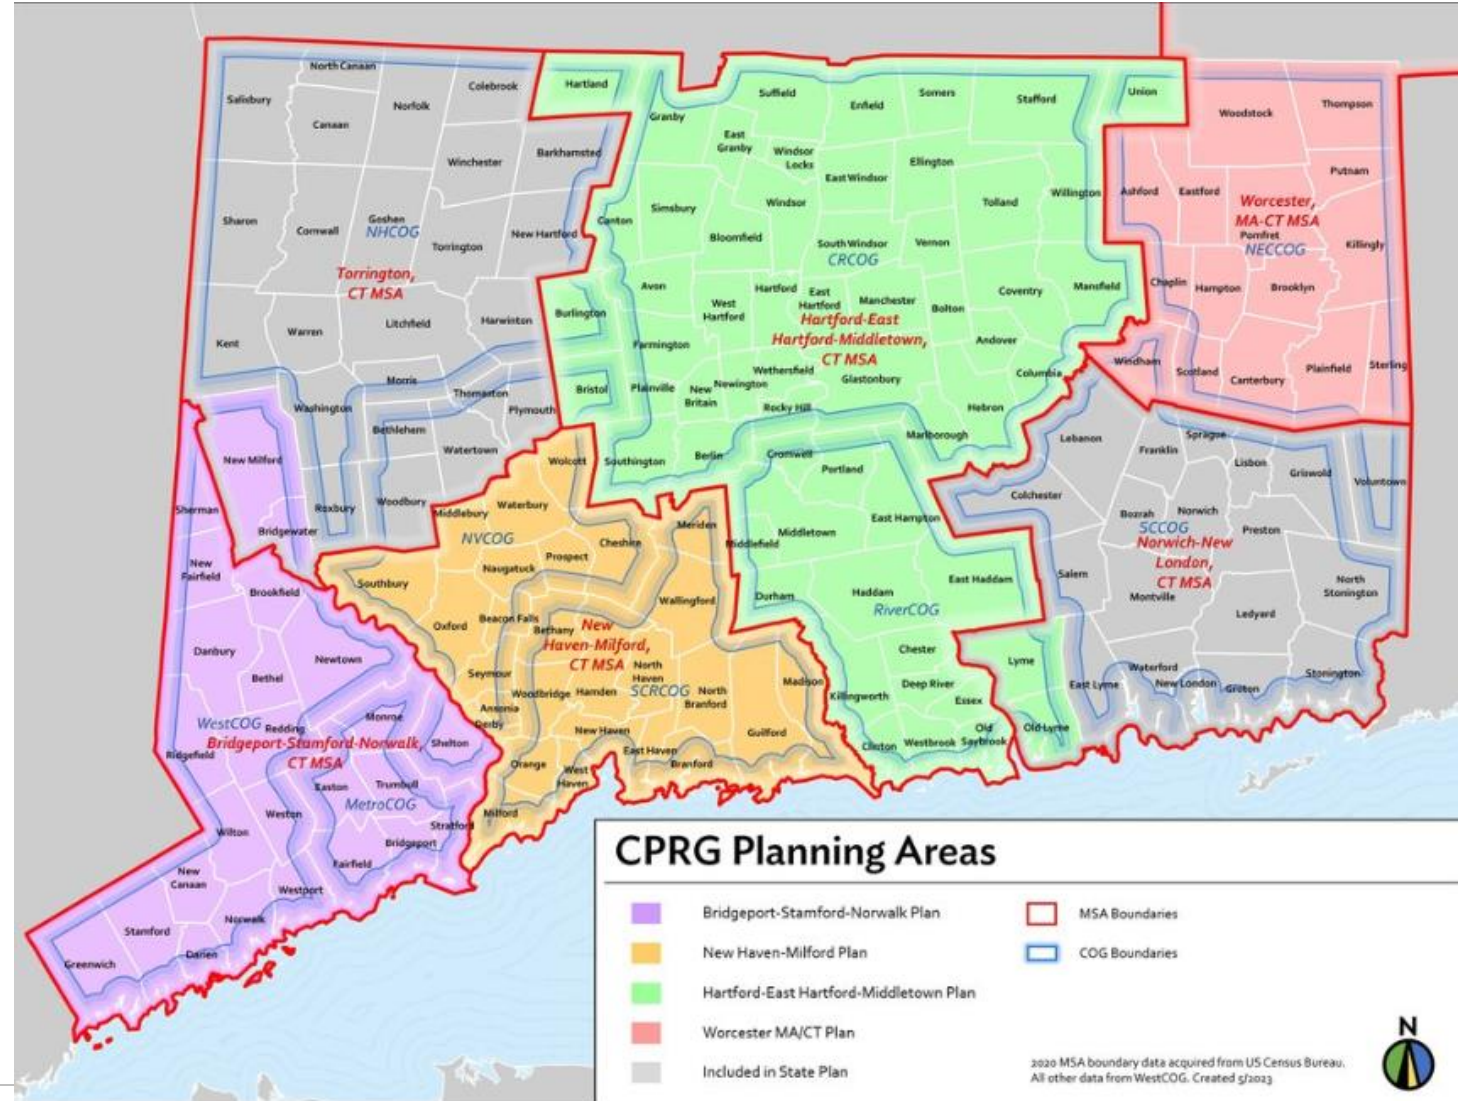 North Canaan
Colebrook
Hartland
Salisbury
Norfolk
Canaan
Winchester
Barkhamsted
Sharon
Cornwall
Goshen
NHCOG
Torrington
New Hartford
Torrington,
CT MSA
Kent
Warren
Litchfield
Harwinton
Morris
Washington
Thomaston
Plymouth
Bethlehem
Watertown
Roxbury
Woodbury
Suffield
Enfield
Somers
Stafford
Union
Granby
East
Granby
Windsor
Locks
East Windsor
Ellington
Willington
Canton
Simsbury
Windsor
Tolland
Bloomfield
South Windsor
Vernon
CRCOG
Avon
West
Hartford
Hartford
East
Hartford
Manchester
Bolton
Coventry
Mansfield
Burlington
Hartford-East
Hartford-Middletown,
CT MSA
Farmington
Andover
Bristol
Plainville
New
Britain
Newington
Wethersfield
Glastonbury
Columbia
Rocky Hill
Hebron
Marlborough
Southington
Berlin
Cromwell
Portland
East Hampton
Middletown
Middlefield
Durham
Haddam
East Haddam
RiverCOG
Chester
Deep River
Killingworth
Essex
Lyme
Clinton
Westbrook
Old
Saybrook
Old Lyme
Woodstock
Thompson
Putnam
Ashford
Eastford
Worcester,
MA-CT MSA
Pomfret
NECCOG
Killingly
Chaplin
Hampton
Brooklyn
Windham
Scotland
Canterbury
Plainfield
Sterling
Lebanon
Franklin
Sprague
Lisbon
Griswold
Voluntown
Colchester
Bozrah
Norwich
SCCOG
Preston
Norwich-New
London,
CT MSA
Salem
Montville
North
Stonington
Ledyard
East Lyme
Waterford
New London
Groton
Stonington
Wolcott
Waterbury
Middlebury
NVCOG
Cheshire
Meriden
Prospect
Naugatuck
Southbury
Wallingford
Oxford
Beacon Falls
Bethany
New
Haven-Milford,
CT MSA
Seymour
North
Haven
Woodbridge
Hamden
SCRCOG
North
Branford
Madison
Ansonia
Derby
New Haven
East Haven
Guilford
Branford
Orange
West
Haven
Milford
New Milford
Sherman
Bridgewater
New
Fairfield
Brookfield
Danbury
Newtown
Bethel
WestCOG
Redding
Monroe
Ridgefield
Bridgeport-Stamford-Norwalk,
CT MSA
Shelton
Easton
Trumbull
MetroCOG
Weston
Wilton
Stratford
Bridgeport
Fairfield
New
Canaan
Westport
Norwalk
Stamford
Darien
Greenwich
CPRG Planning Areas
Bridgeport-Stamford-Norwalk Plan
New Haven-Milford Plan
Hartford-East Hartford-Middletown Plan
Worcester MA/CT Plan
Included in State Plan
MSA Boundaries
COG Boundaries
N
2020 MSA boundary data acquired from US Census Bureau.
All other data from WestCOG. Created 5/2023